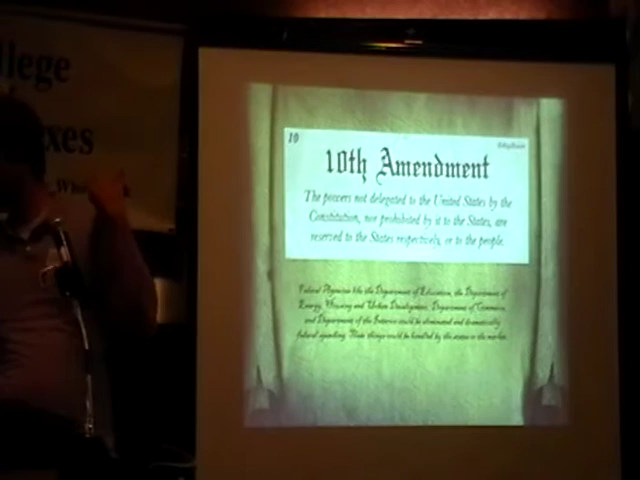 llege
xes
10
10th Amendment
The powers not delegated to the United States by the
Constitution, nor prohibited by it to the States, are
reserved to the States respectively, or to the people.
Federal Agencies like the Department of Education, the Department of
Energy, Housing and Urban Development, Department of Commerce,
and Department of the Interior could be eliminated and dramatically
federal spending. These things could be handled by the states or the market.